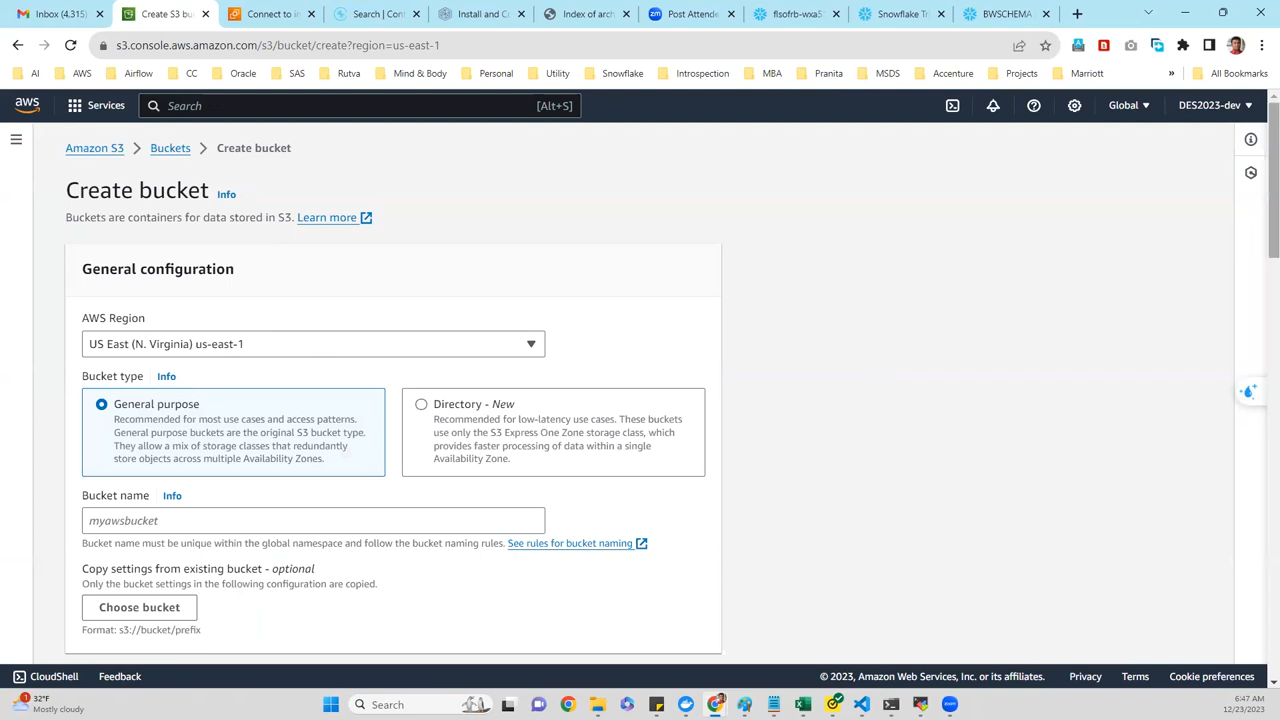 Inbox (4,315)
Create S3 bu
Connect to in
Search | Con
Install and Ca
Index of arch
Post Attende
flsofrb-wxa5
Snowflake Tr
BWSCHEMA
s3.console.aws.amazon.com/s3/bucket/create?region=us-east-1
AI
AWS
Airflow
CC
Oracle
SAS
Rutva
Mind & Body
Personal
Utility
Snowflake
Introspection
MBA
Pranita
MSDS
Accenture
Projects
Marriott
»
All Bookmarks
aws
Services
Search
[Alt+S]
Global
DES2023-dev
Amazon S3
Buckets
Create bucket
Create bucket Info
Buckets are containers for data stored in S3. Learn more
General configuration
AWS Region
US East (N. Virginia) us-east-1
Bucket type Info
General purpose
Recommended for most use cases and access patterns.
General purpose buckets are the original S3 bucket type.
They allow a mix of storage classes that redundantly
store objects across multiple Availability Zones.
Directory - New
Recommended for low-latency use cases. These buckets
use only the S3 Express One Zone storage class, which
provides faster processing of data within a single
Availability Zone.
Bucket name Info
myawsbucket
Bucket name must be unique within the global namespace and follow the bucket naming rules. See rules for bucket naming
Copy settings from existing bucket - optional
Only the bucket settings in the following configuration are copied.
Choose bucket
Format: s3://bucket/prefix
CloudShell
Feedback
© 2023, Amazon Web Services, Inc. or its affiliates.
Privacy
Terms
Cookie preferences
1
32°F
Mostly cloudy
Search
6:47 AM
12/23/2023